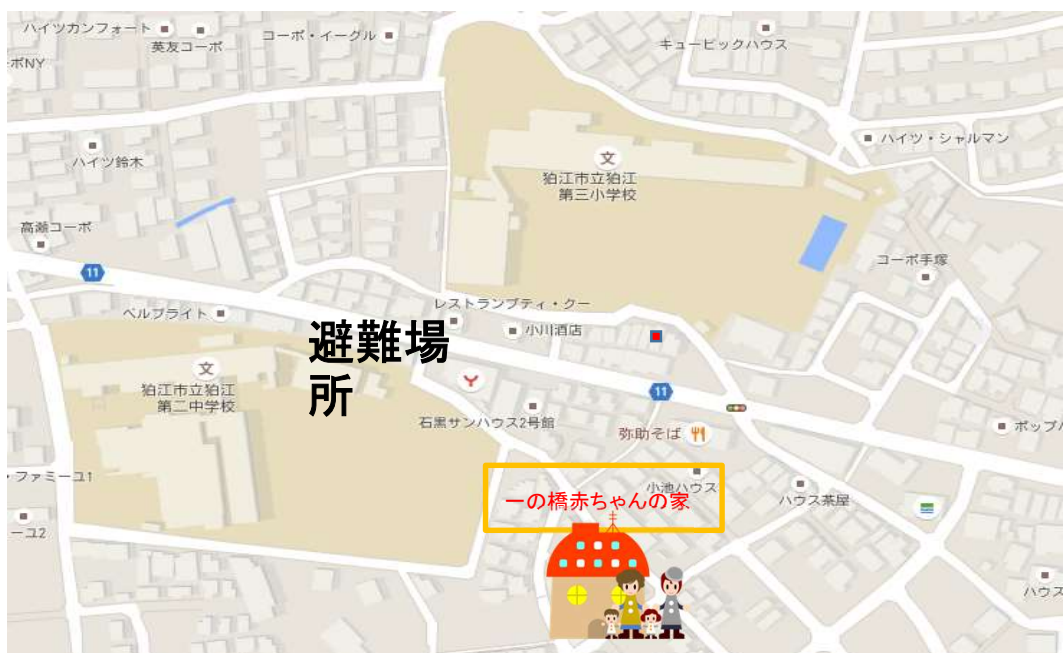 ハイツカンフォート
英友コーポ
コーポ・イーグル
キュービックハウス
ポNY
ハイツ・シャルマン
ハイツ鈴木
文
狛江市立狛江
第三小学校
高瀬コーポ
コーポ手塚
11
ベルブライト
レストランプティ・クー
小川酒店
避難場
所
文
狛江市立狛江
第二中学校
11
石黒サンハウス2号館
弥助そば
ポップハ
・ファミーユ1
小池ハウス
一の橋赤ちゃんの家
ハウス茶屋
ーユ2
ハウス